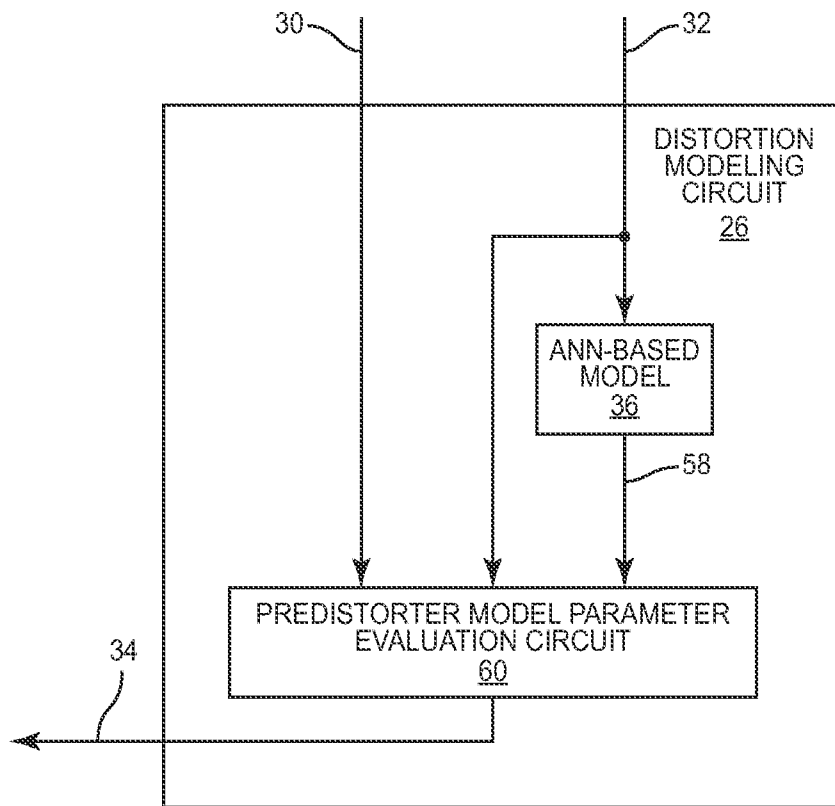 30
32
DISTORTION
MODELING
CIRCUIT
26
ANN-BASED
MODEL
36
58
PREDISTORTER MODEL PARAMETER
EVALUATION CIRCUIT
60
34